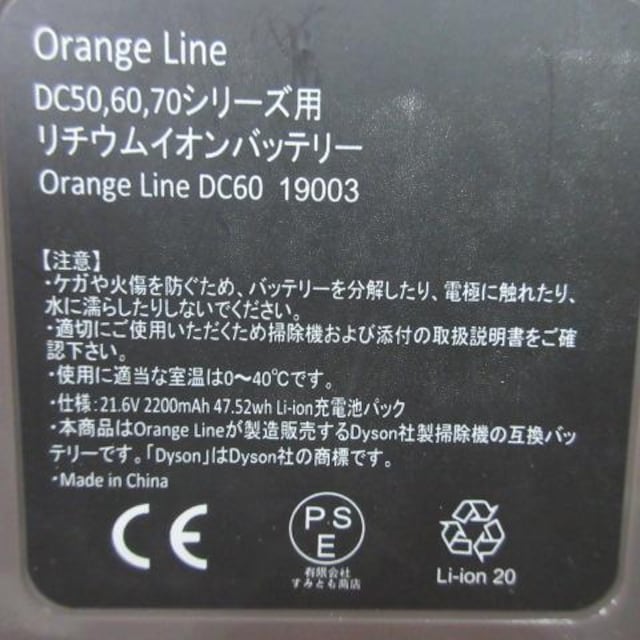 Orange Line
DC50,60,70シリーズ用
リチウムイオンバッテリー
Orange Line DC60 19003
【注意】
・ケガや火傷を防ぐため、バッテリーを分解したり、電極に触れたり、
水に濡らしたりしないでください。
・適切にご使用いただくため掃除機および添付の取扱説明書をご確
認下さい。
・使用に適当な室温は0～40℃です。
・仕様：21.6V 2200mAh 47.52wh Li-ion充電池パック
・本商品はOrange Lineが製造販売するDyson社製掃除機の互換バッ
テリーです。「Dyson」はDyson社の商標です。
・Made in China
CE
PSE
有限会社
すみとも商店
Li-ion 20